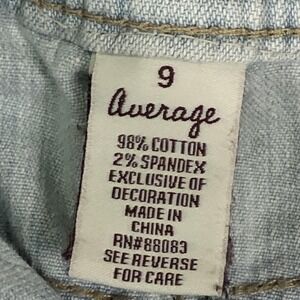 9
Average
98% COTTON
2% SPANDEX
EXCLUSIVE OF
DECORATION
MADE IN
CHINA
RN#88083
SEE REVERSE
FOR CARE